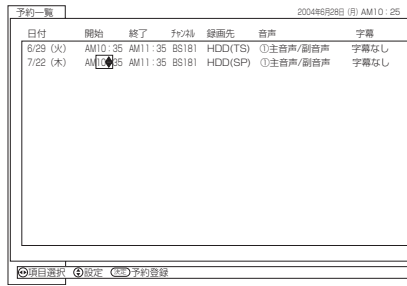 予約一覧 2004年6月28日 (月) AM10：25
日付 開始 終了 チャンネル 録画先 音声 字幕
6/29 (火) AM10：35 AM11：35 BS181 HDD(TS) ①主音声/副音声 字幕なし
7/22 (木) AM10 35 AM11：35 BS181 HDD(SP) ①主音声/副音声 字幕なし
項目選択 設定 決定 予約登録